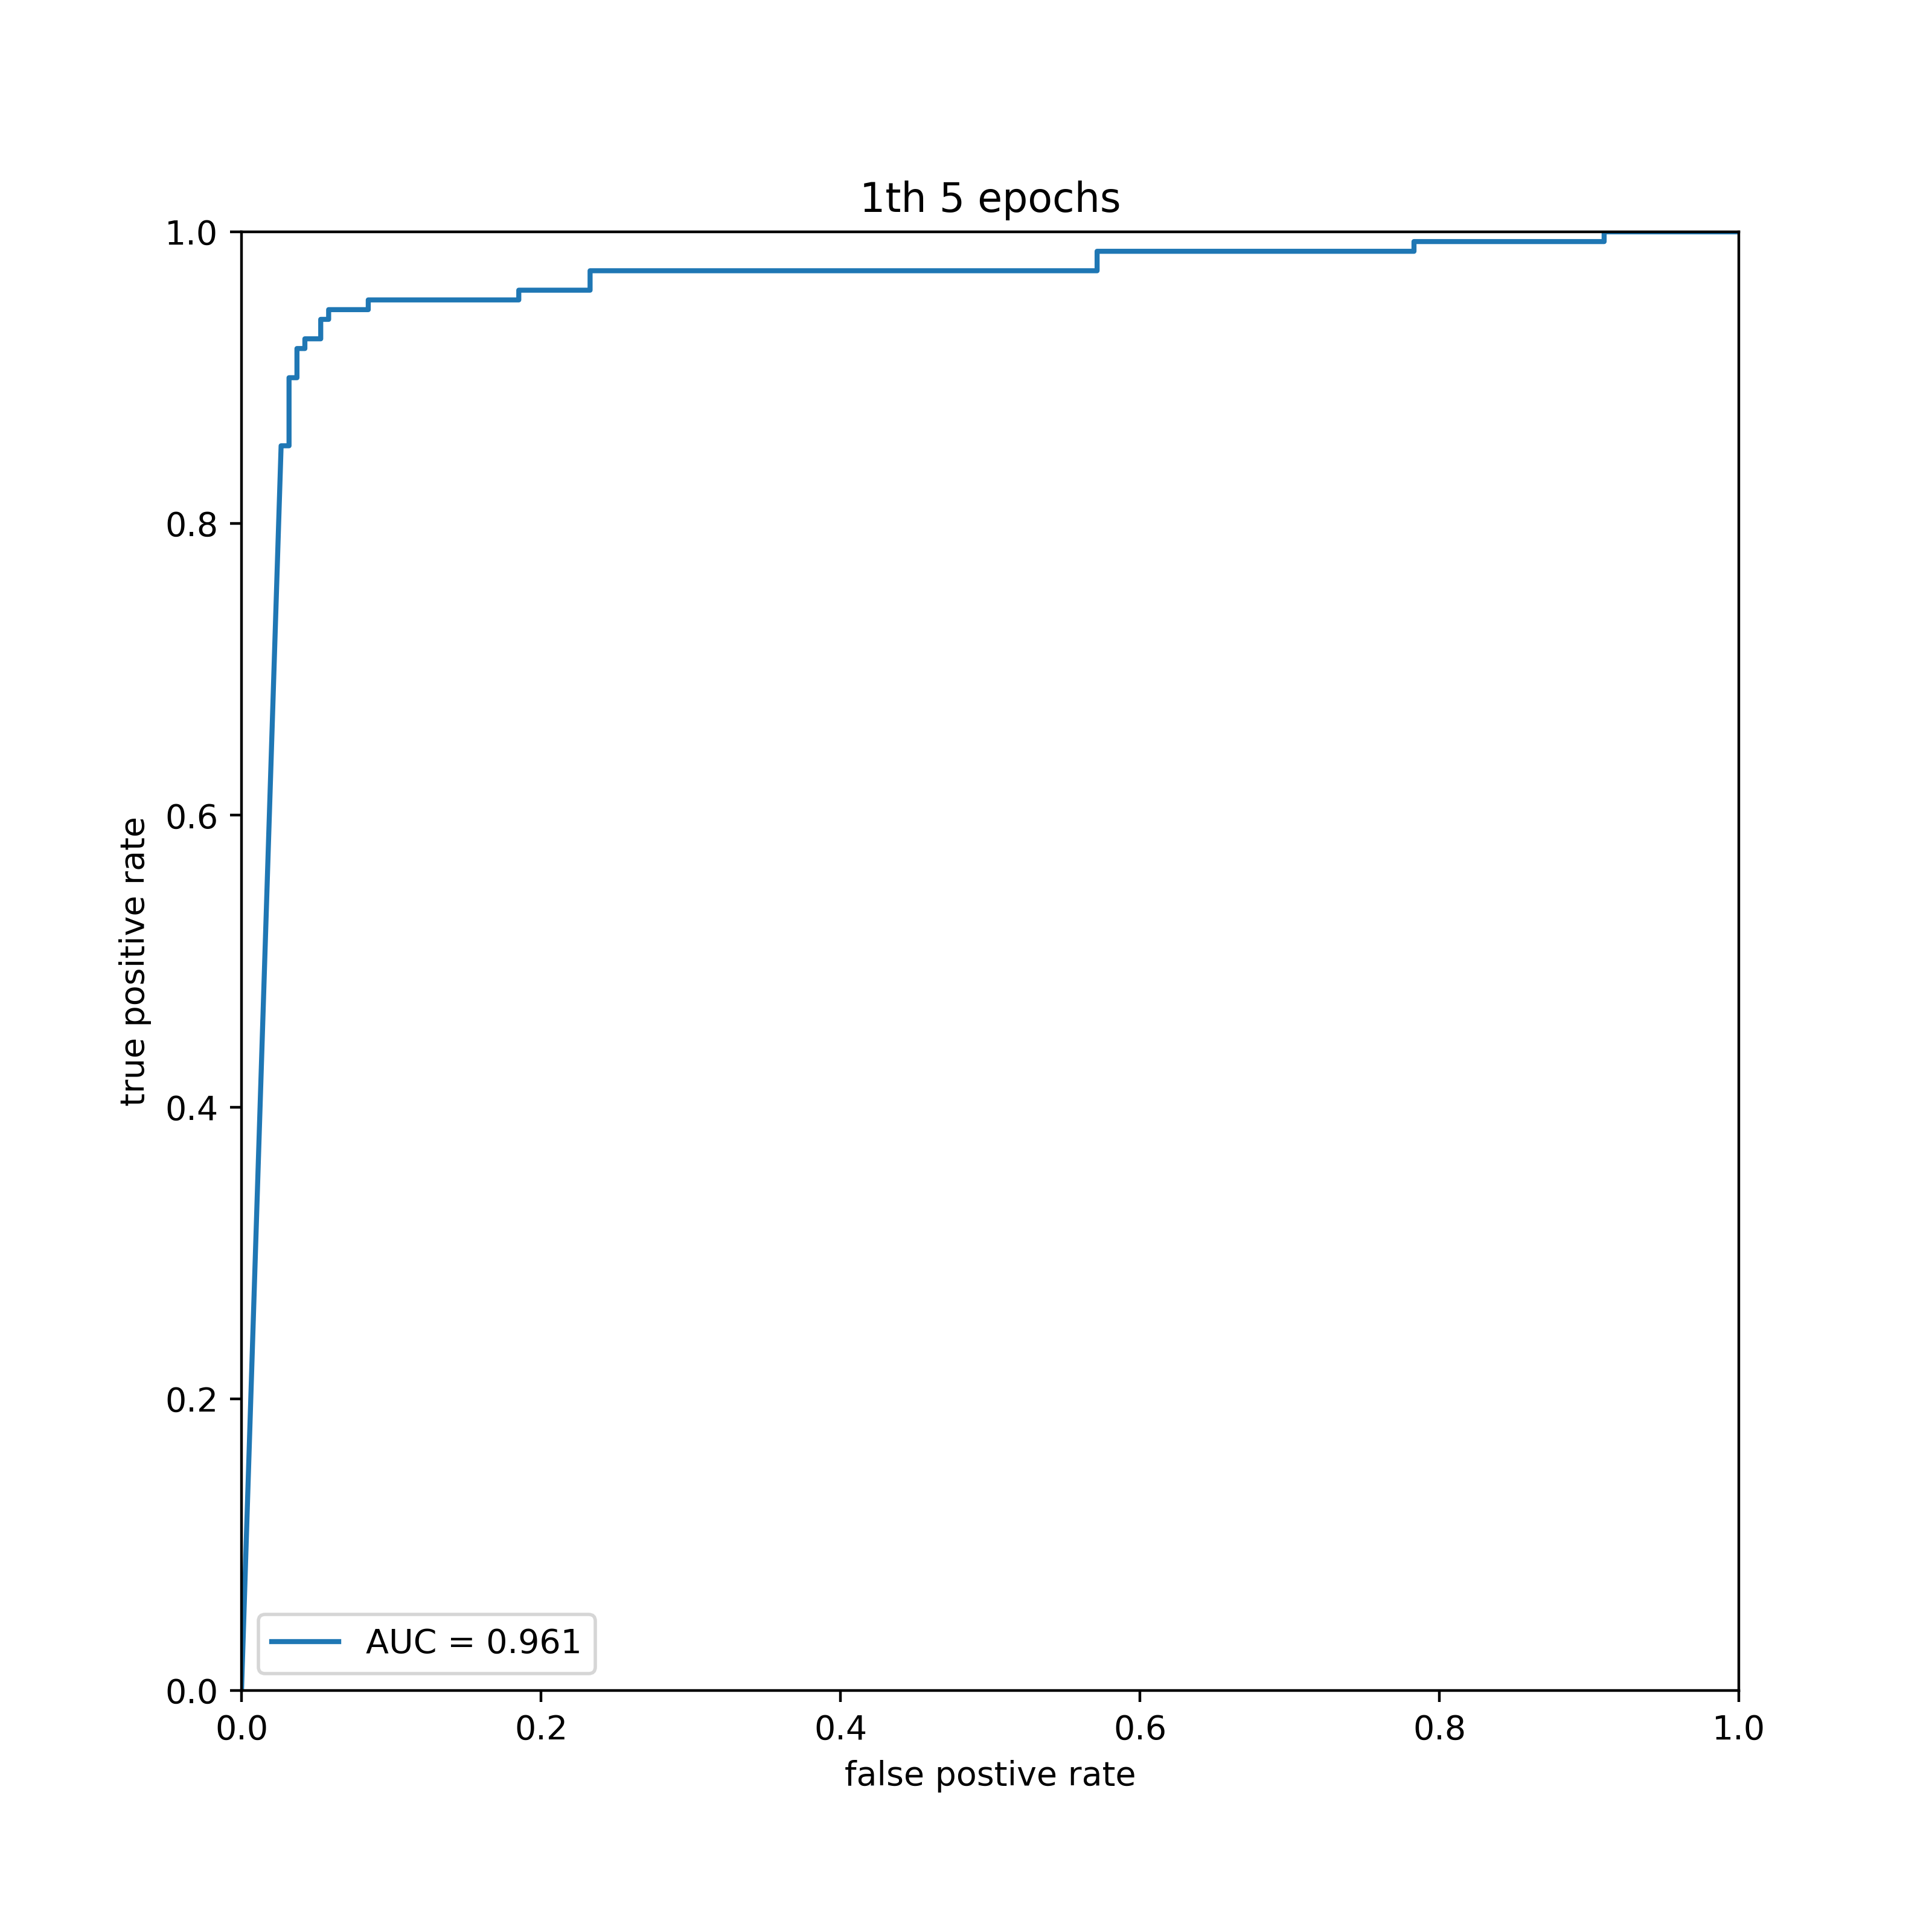 1th 5 epochs
1.0
0.8
0.6
0.4
0.2
0.0
true positive rate
AUC = 0.961
0.0 0.2 0.4 0.6 0.8 1.0
false postive rate